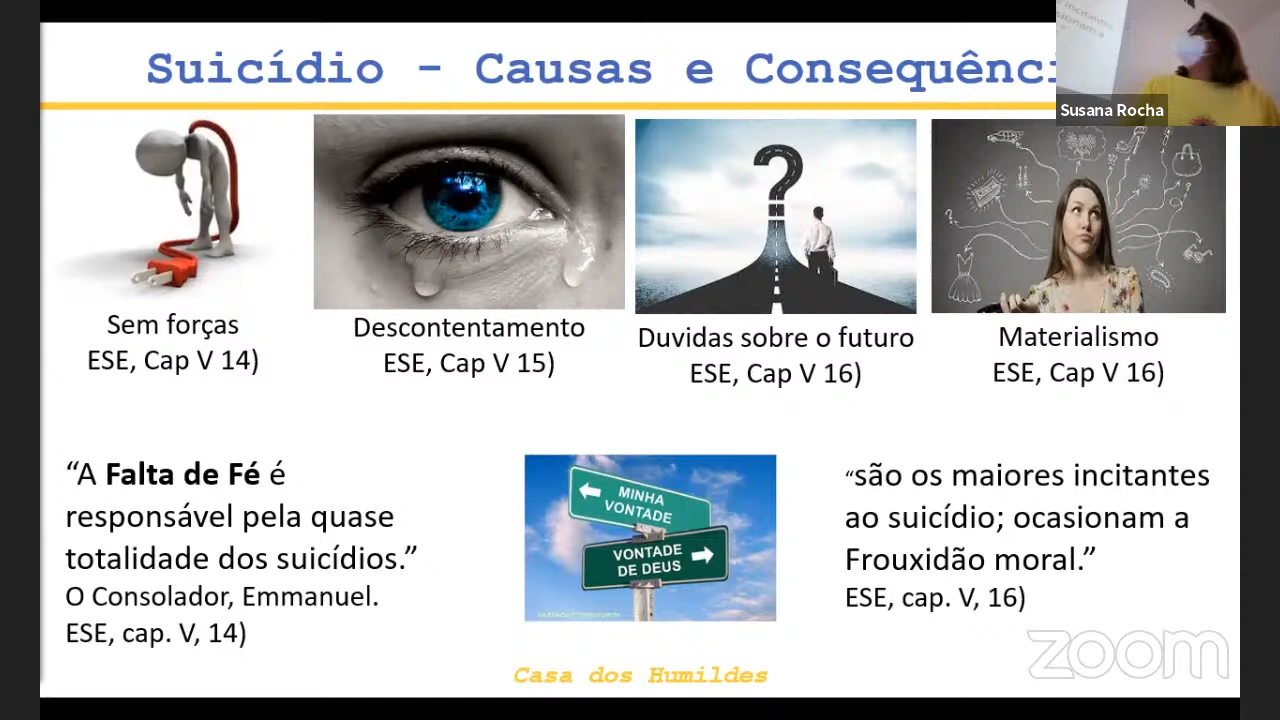 Suicídio - Causas e Consequênci
Susana Rocha
Sem forças
ESE, Cap V 14)
Descontentamento
ESE, Cap V 15)
Duvidas sobre o futuro
ESE, Cap V 16)
Materialismo
ESE, Cap V 16)
“A Falta de Fé é
responsável pela quase
totalidade dos suicídios.”
O Consolador, Emmanuel.
ESE, cap. V, 14)
MINHA
VONTADE
VONTADE
DE DEUS
“são os maiores incitantes
ao suicídio; ocasionam a
Frouxidão moral.”
ESE, cap. V, 16)
Casa dos Humildes
zoom